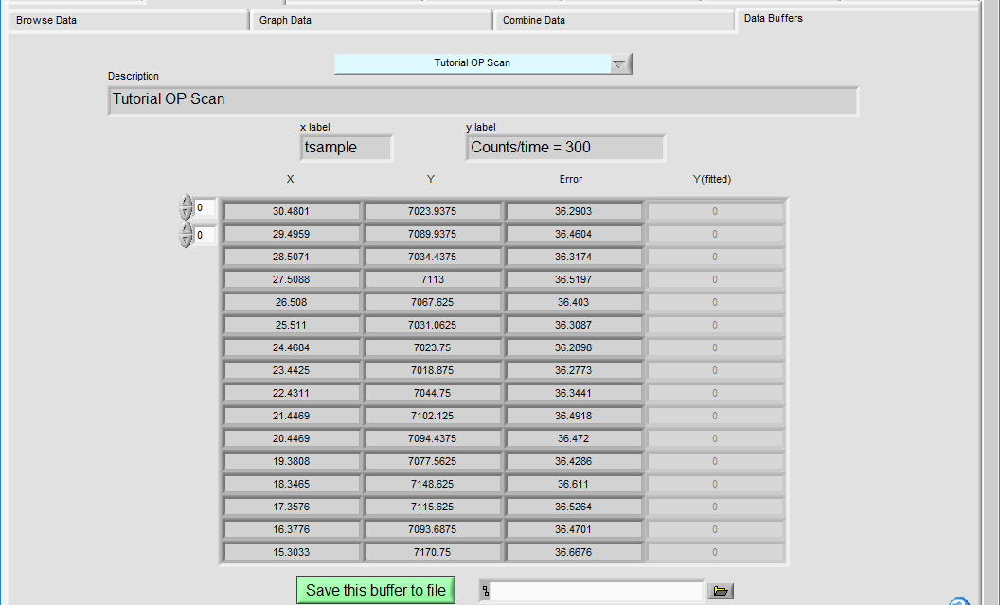 Browse Data Graph Data Combine Data Data Buffers
Tutorial OP Scan
Description
Tutorial OP Scan
x label y label
tsample Counts/time = 300
X Y Error Y(fitted)
0 30.4801 7023.9375 36.2903 0
0 29.4959 7089.9375 36.4604 0
28.5071 7034.4375 36.3174 0
27.5088 7113 36.5197 0
26.508 7067.625 36.403 0
25.511 7031.0625 36.3087 0
24.4684 7023.75 36.2898 0
23.4425 7018.875 36.2773 0
22.4311 7044.75 36.3441 0
21.4469 7102.125 36.4918 0
20.4469 7094.4375 36.472 0
19.3808 7077.5625 36.4286 0
18.3465 7148.625 36.611 0
17.3576 7115.625 36.5264 0
16.3776 7093.6875 36.4701 0
15.3033 7170.75 36.6676 0
Save this buffer to file